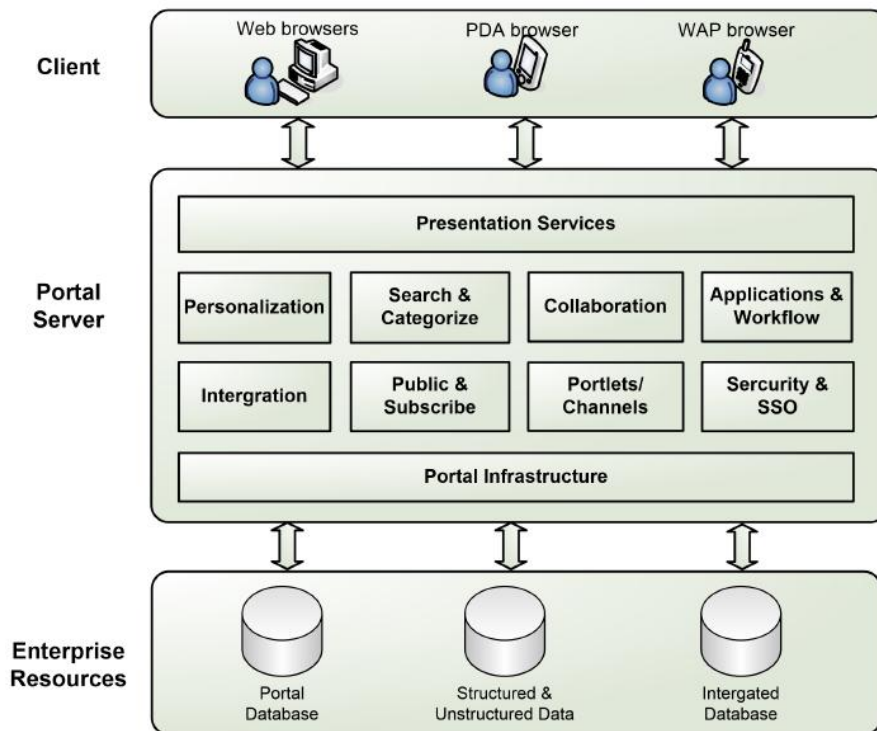 Web browsers
PDA browser
WAP browser
Client
Presentation Services
Portal
Server
Personalization
Search &
Categorize
Collaboration
Applications &
Workflow
Intergration
Public &
Subscribe
Portlets/
Channels
Sercurity &
SSO
Portal Infrastructure
Enterprise
Resources
Portal
Database
Structured &
Unstructured Data
Intergated
Database